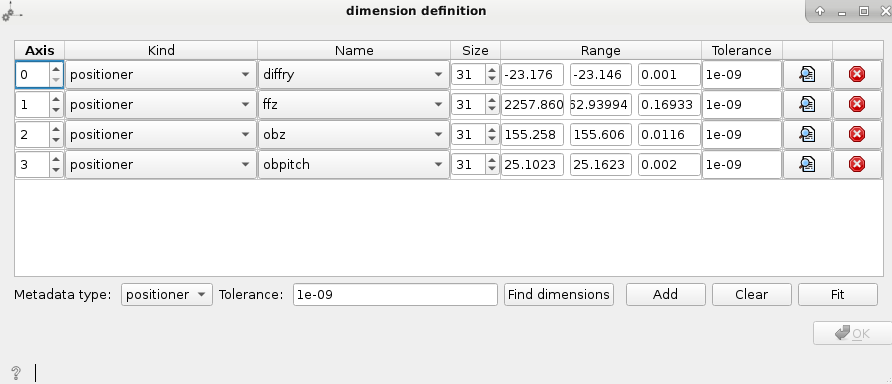 dimension definition
Axis Kind Name Size Range Tolerance
0 positioner diffry 31 -23.176 -23.146 0.001 1e-09
1 positioner ffz 31 2257.860 62.93994 0.16933 1e-09
2 positioner obz 31 155.258 155.606 0.0116 1e-09
3 positioner obpitch 31 25.1023 25.1623 0.002 1e-09
Metadata type: positioner Tolerance: 1e-09 Find dimensions Add Clear Fit
OK
?